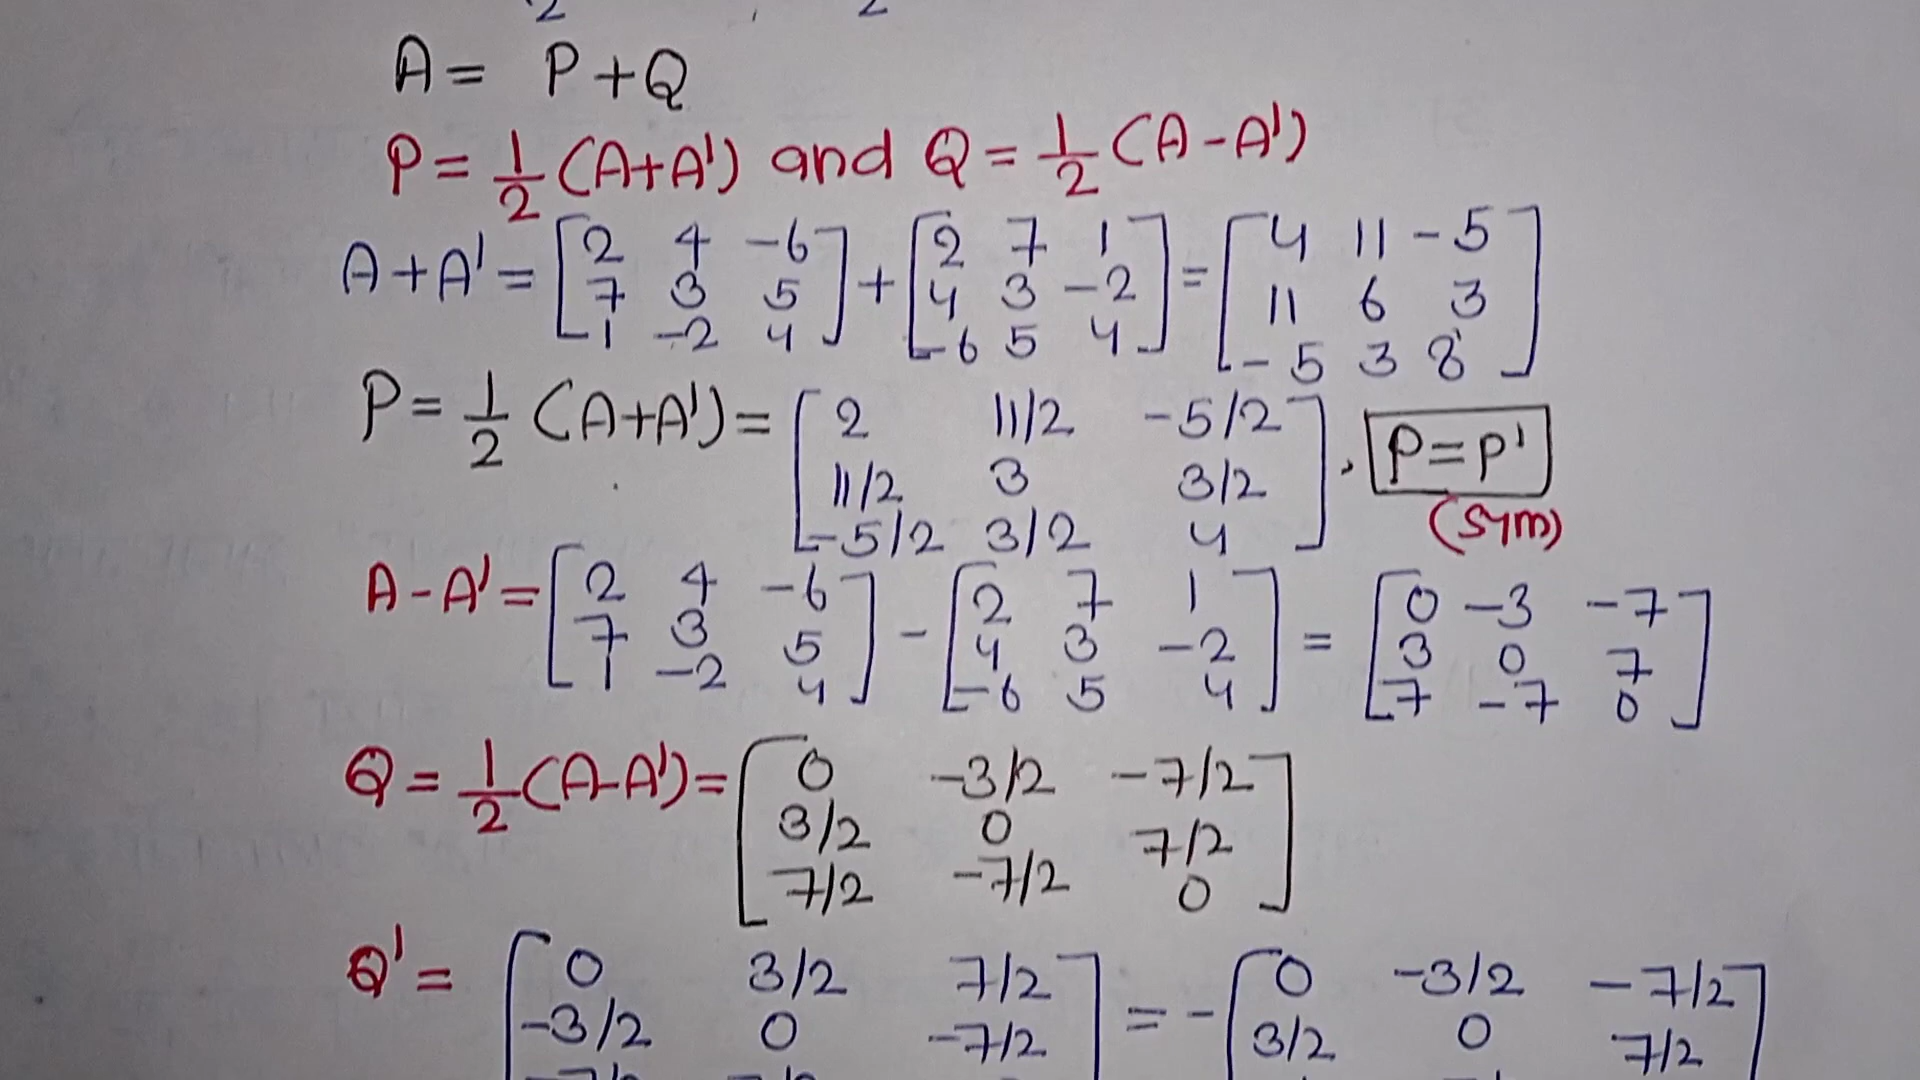 A = P + Q
P = 1/2 (A+A') and Q = 1/2 (A-A')
A+A' = [2 4 -6 + [2 7 1 = [4 11 -5
7 3 5 4 3 -2 11 6 3
1 -2 4] -6 5 4] -5 3 8]
P = 1/2 (A+A') = [2 11/2 -5/2 , P=P'
11/2 3 3/2 (sym)
-5/2 3/2 4]
A-A' = [2 4 -6 - [2 7 1 = [0 -3 -7
7 3 5 4 3 -2 3 0 7
1 -2 4] -6 5 4] 7 -7 0]
Q = 1/2 (A-A') = [0 -3/2 -7/2
3/2 0 7/2
7/2 -7/2 0]
Q' = [0 3/2 7/2 = - [0 -3/2 -7/2
-3/2 0 -7/2 3/2 0 7/2